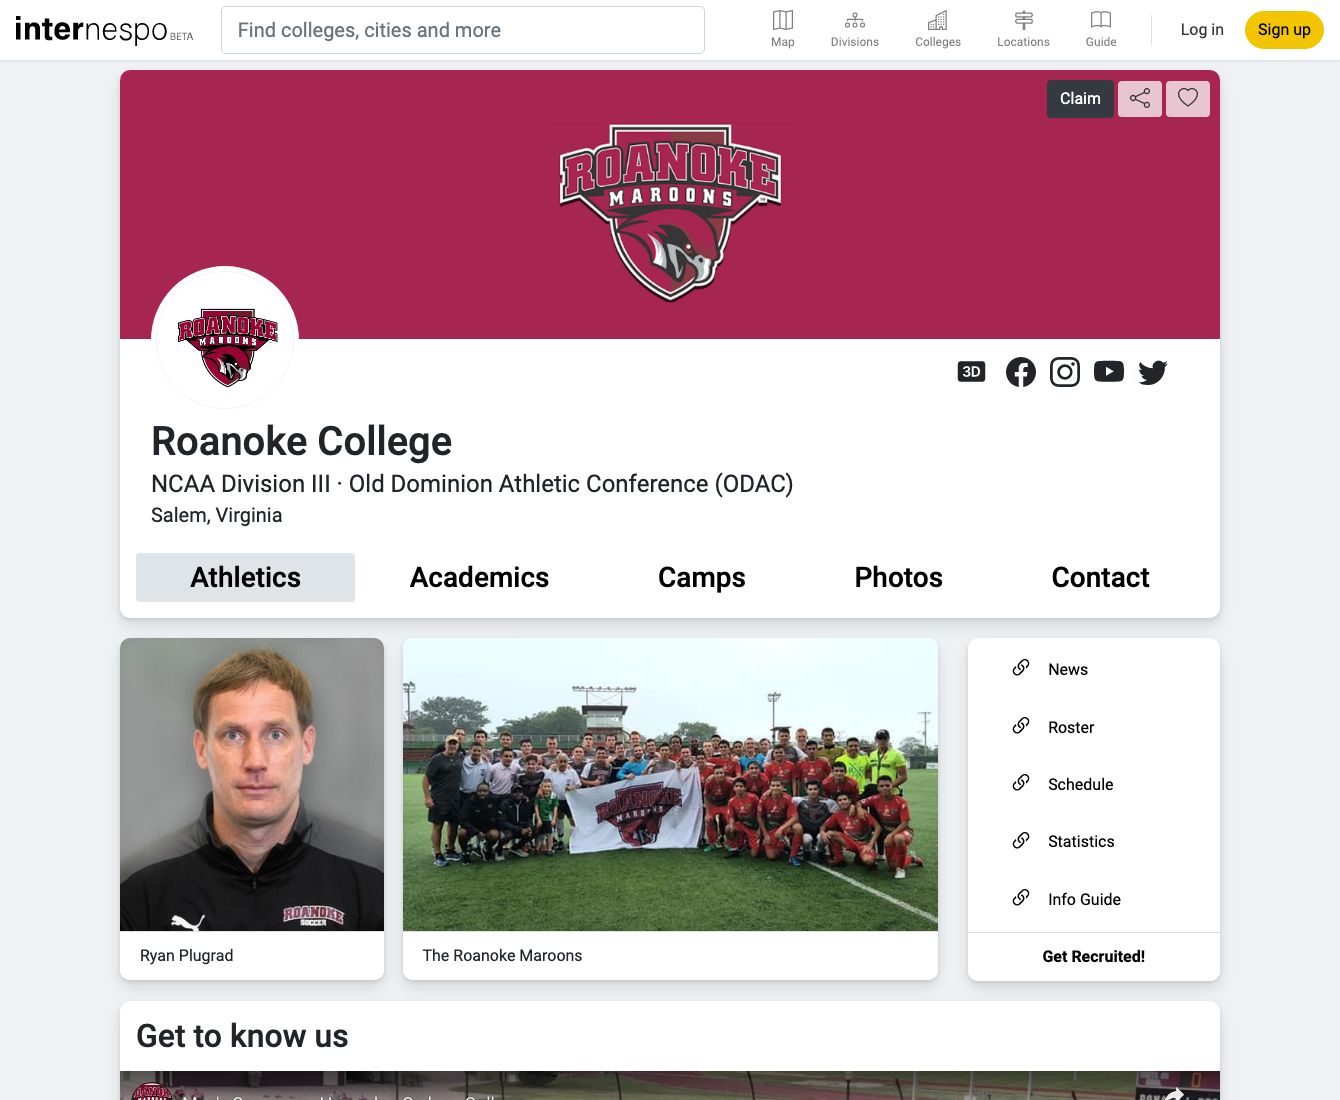 internespo BETA
Find colleges, cities and more
Map
Divisions
Colleges
Locations
Guide
Log in
Sign up
Claim
ROANOKE
MAROONS
ROANOKE
MAROONS
3D
Roanoke College
NCAA Division III · Old Dominion Athletic Conference (ODAC)
Salem, Virginia
Athletics
Academics
Camps
Photos
Contact
ROANOKE
SOCCER
Ryan Plugrad
ROANOKE
MAROONS
The Roanoke Maroons
News
Roster
Schedule
Statistics
Info Guide
Get Recruited!
Get to know us